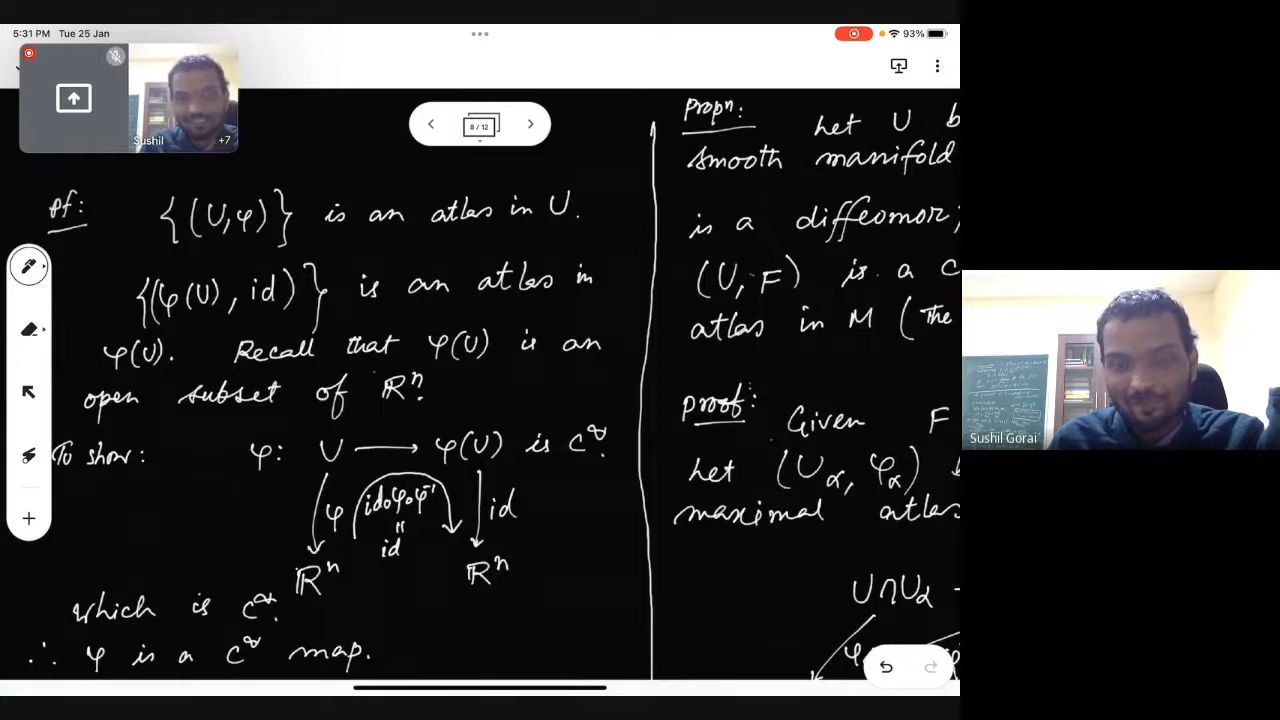 5:31 PM Tue 25 Jan
93%
Sushil
+7
8 / 12
Pf: {(U, φ)} is an atlas in U.
{(φ(U), id)} is an atlas in
φ(U). Recall that φ(U) is an
open subset of ℝⁿ.
To show: φ: U ⟶ φ(U) is C^∞.
φ id∘φ∘φ⁻¹ id
=
id
ℝⁿ ℝⁿ
which is C^∞.
∴ φ is a C^∞ map.
Propⁿ: Let U b
smooth manifold
is a diffeomor
(U, F) is a c
atlas in M (The
proof: Given F
Let (U_α, φ_α) b
maximal atlas
U∩U_α
Sushil Gorai